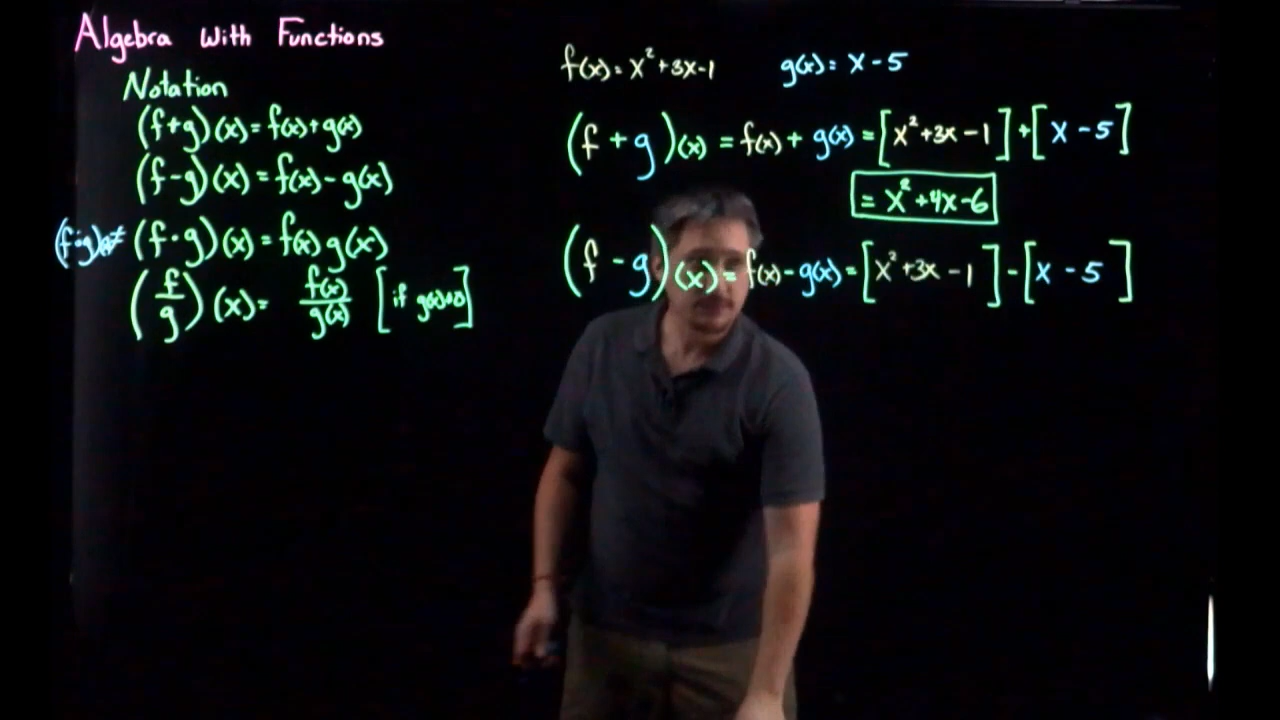 Algebra with Functions
Notation
(f+g)(x)=f(x)+g(x)
(f-g)(x)=f(x)-g(x)
(f·g)(x)=f(x)g(x)
(f/g)(x)= f(x)/g(x) [if g(x)≠0]
f(x)=x²+3x-1 g(x)=x-5
(f+g)(x)=f(x)+g(x)=[x²+3x-1]+[x-5]
=x²+4x-6
(f-g)(x)=f(x)-g(x)=[x²+3x-1]-[x-5]